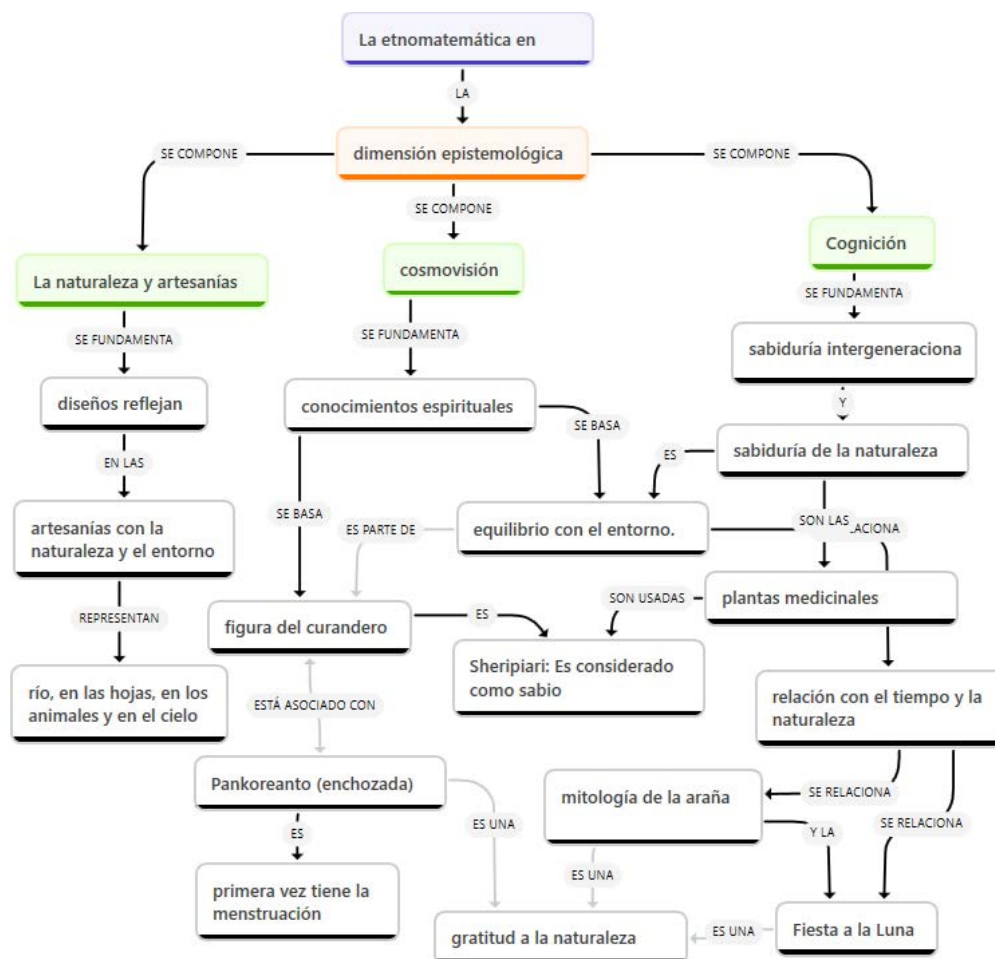 La etnomatemática en
LA
dimensión epistemológica
SE COMPONE
SE COMPONE
SE COMPONE
La naturaleza y artesanías
cosmovisión
Cognición
SE FUNDAMENTA
SE FUNDAMENTA
SE FUNDAMENTA
diseños reflejan
conocimientos espirituales
sabiduría intergeneraciona
Y
EN LAS
SE BASA
SE BASA
ES
sabiduría de la naturaleza
artesanías con la
naturaleza y el entorno
ES PARTE DE
equilibrio con el entorno.
SON LAS
LACIONA
REPRESENTAN
figura del curandero
ES
SON USADAS
plantas medicinales
río, en las hojas, en los
animales y en el cielo
Sheripiari: Es considerado
como sabio
relación con el tiempo y la
naturaleza
ESTÁ ASOCIADO CON
Pankoreanto (enchozada)
mitología de la araña
SE RELACIONA
SE RELACIONA
ES
ES UNA
ES UNA
Y LA
primera vez tiene la
menstruación
gratitud a la naturaleza
ES UNA
Fiesta a la Luna